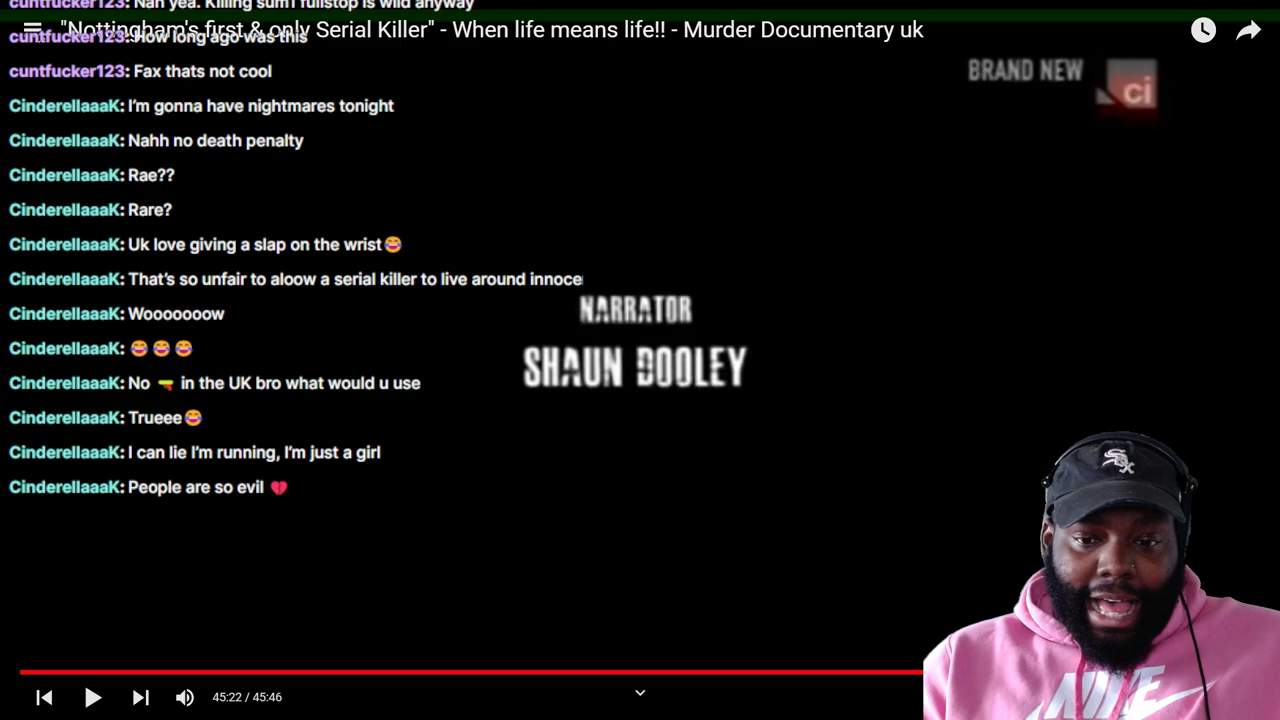 cuntfucker123: Nah yea. Killing sum1 fullstop is wild anyway
"Nottingham's first & only Serial Killer" - When life means life!! - Murder Documentary uk
cuntfucker123: How long ago was this
BRAND NEW
ci
cuntfucker123: Fax thats not cool
CinderellaaaK: I'm gonna have nightmares tonight
CinderellaaaK: Nahh no death penalty
CinderellaaaK: Rae??
CinderellaaaK: Rare?
CinderellaaaK: Uk love giving a slap on the wrist😂
CinderellaaaK: That's so unfair to aloow a serial killer to live around innoce
NARRATOR
CinderellaaaK: Wooooooow
CinderellaaaK: 😂 😂 😂
SHAUN DOOLEY
CinderellaaaK: No 🔫 in the UK bro what would u use
CinderellaaaK: Trueee😂
CinderellaaaK: I can lie I'm running, I'm just a girl
CinderellaaaK: People are so evil 💔
SOX
NIKE
45:22 / 45:46